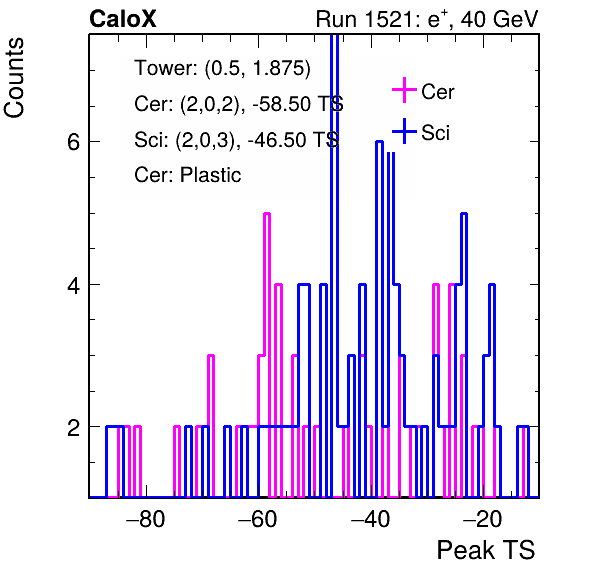 CaloX Run 1521: e+, 40 GeV
Counts
Tower: (0.5, 1.875)
Cer: (2,0,2), -58.50 TS
Sci: (2,0,3), -46.50 TS
Cer: Plastic
Cer
Sci
6
4
2
−80 −60 −40 −20
Peak TS